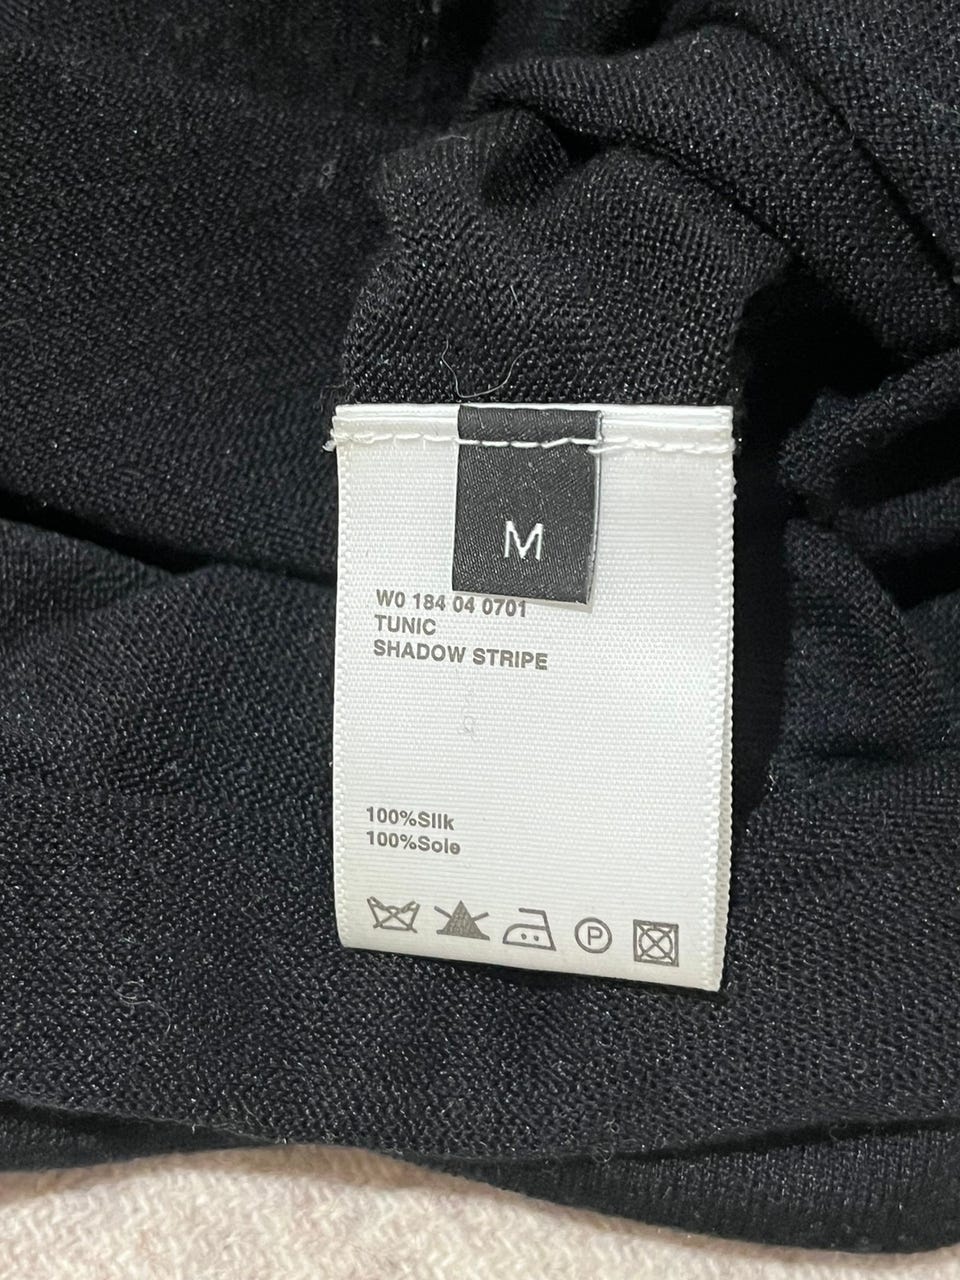 M
W0 184 04 0701
TUNIC
SHADOW STRIPE
100%Silk
100%Sole
P